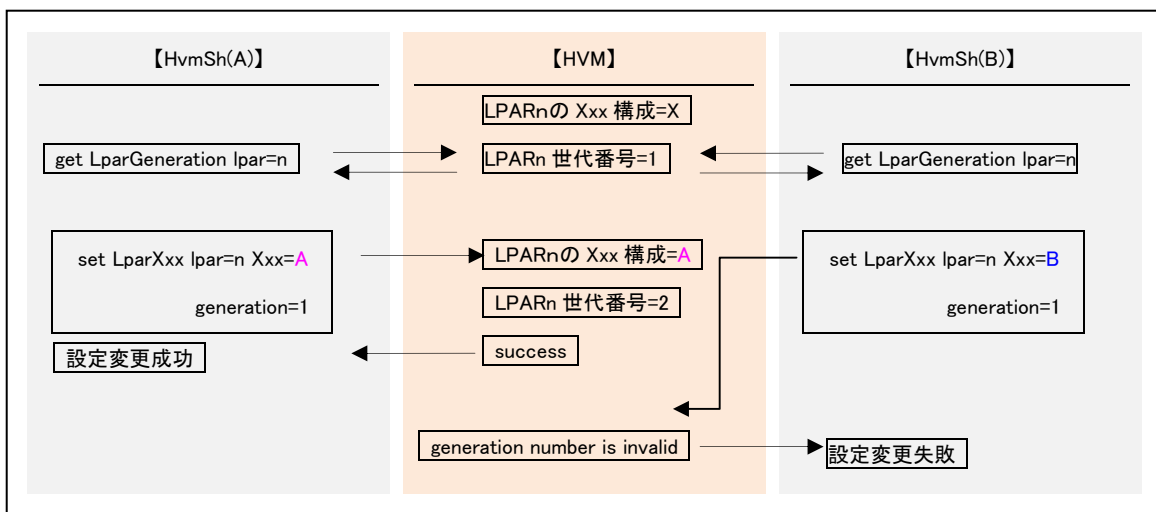 【HvmSh(A)】
【HVM】
【HvmSh(B)】
LPARnの Xxx 構成=X
get LparGeneration lpar=n
LPARn 世代番号=1
get LparGeneration lpar=n
set LparXxx lpar=n Xxx=A
generation=1
LPARnの Xxx 構成=A
set LparXxx lpar=n Xxx=B
generation=1
LPARn 世代番号=2
success
設定変更成功
generation number is invalid
設定変更失敗